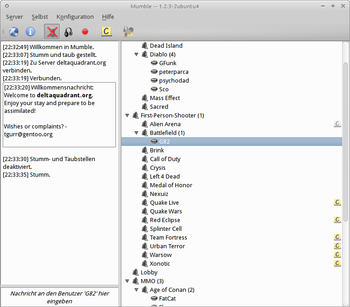 Mumble -- 1.2.3-2ubuntu4
Server Selbst Konfiguration Hilfe
[22:32:49] Willkommen in Mumble.
[22:33:07] Stumm und taub gestellt.
[22:33:19] Zu Server deltaquadrant.org
verbinden.
[22:33:19] Verbunden.
[22:33:20] Willkommensnachricht:
Welcome to deltaquadrant.org.
Enjoy your stay and prepare to be
assimilated!
Wishes or complaints? -
tgurr@gentoo.org
[22:33:30] Stumm- und Taubstellen
deaktiviert.
[22:33:35] Stumm.
Nachricht an den Benutzer 'G82' hier
eingeben
Dead Island
Diablo (4)
GFunk
peterparca
psychodad
Sco
Mass Effect
Sacred
First-Person-Shooter (1)
Alien Arena
Battlefield (1)
G82
Brink
Call of Duty
Crysis
Left 4 Dead
Medal of Honor
Nexuiz
Quake Live
Quake Wars
Red Eclipse
Splinter Cell
Team Fortress
Urban Terror
Warsow
Xonotic
Lobby
MMO (3)
Age of Conan (2)
FatCat